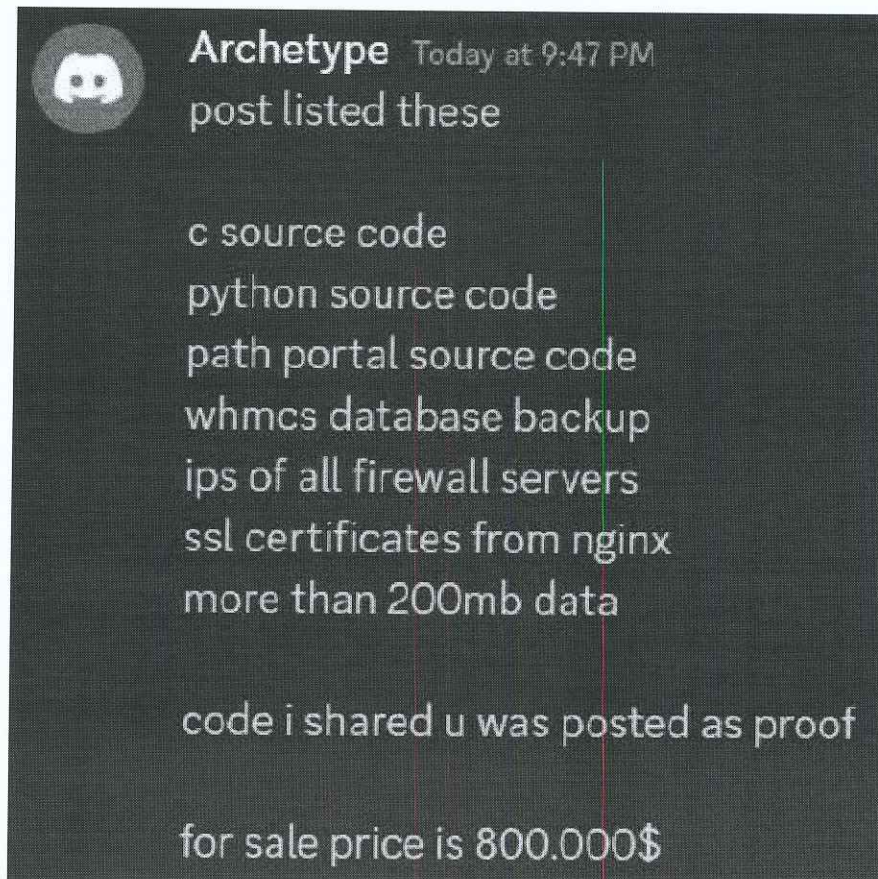 Archetype Today at 9:47 PM
post listed these
c source code
python source code
path portal source code
whmcs database backup
ips of all firewall servers
ssl certificates from nginx
more than 200mb data
code i shared u was posted as proof
for sale price is 800.000$